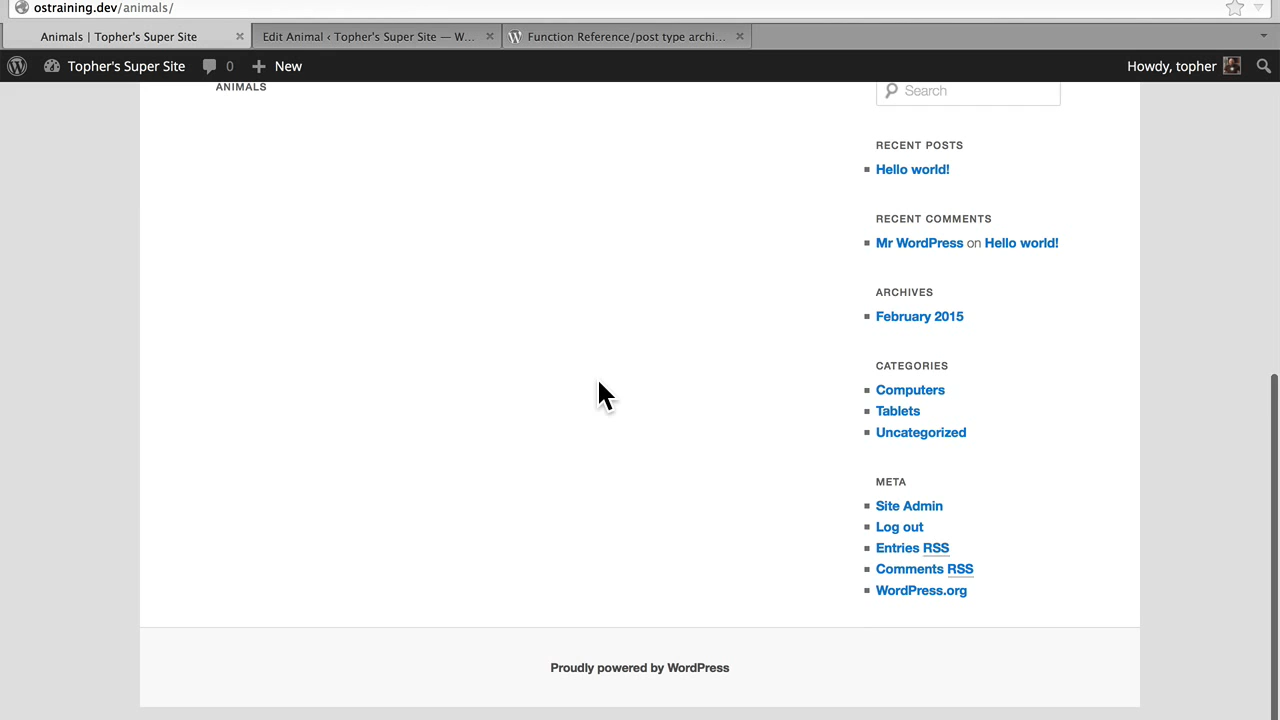 ostraining.dev/animals/
Animals | Topher's Super Site
Edit Animal ‹ Topher's Super Site — W...
Function Reference/post type archi...
Topher's Super Site
0
New
Howdy, topher
ANIMALS
Search
RECENT POSTS
Hello world!
RECENT COMMENTS
Mr WordPress on Hello world!
ARCHIVES
February 2015
CATEGORIES
Computers
Tablets
Uncategorized
META
Site Admin
Log out
Entries RSS
Comments RSS
WordPress.org
Proudly powered by WordPress